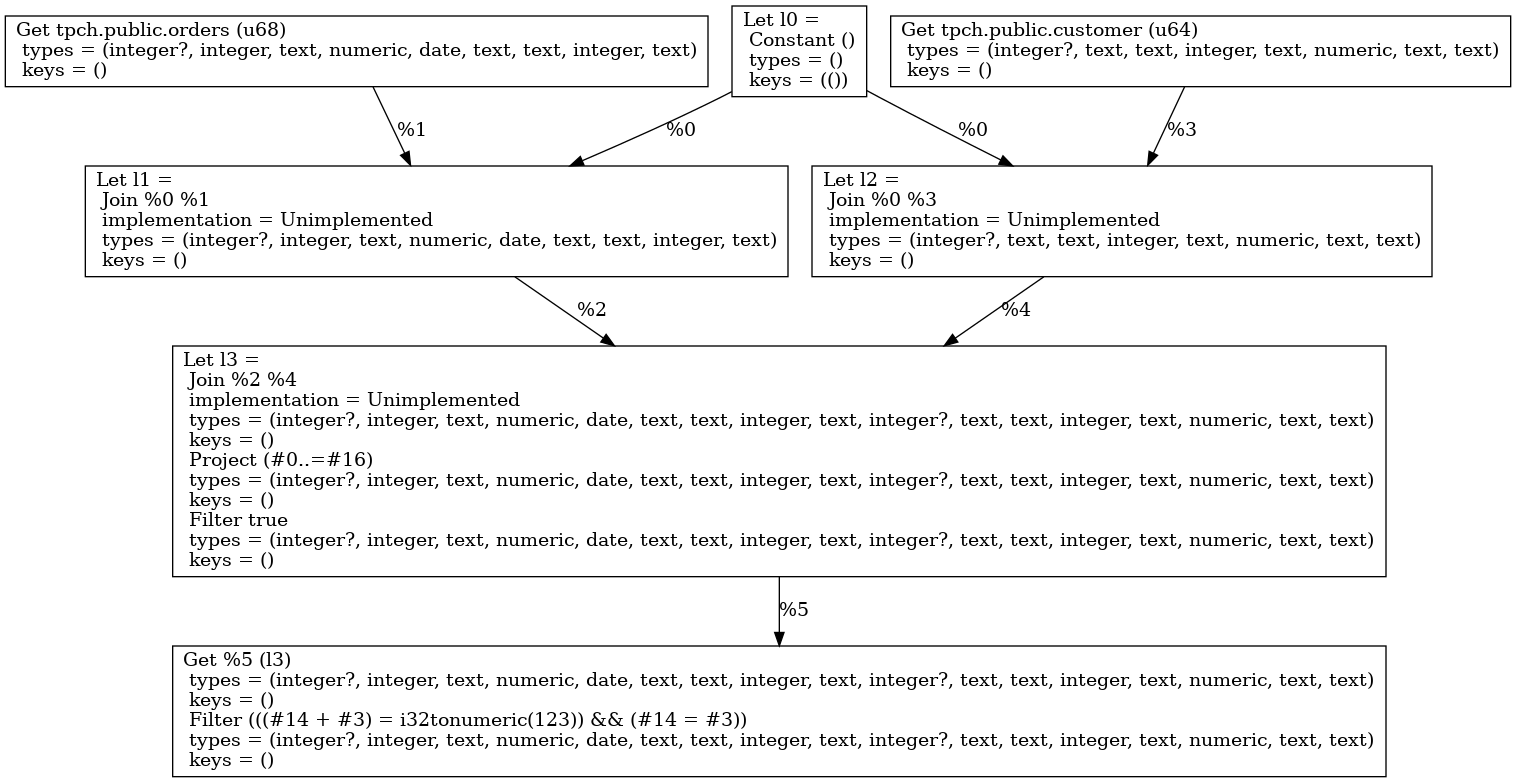 Get tpch.public.orders (u68)
types = (integer?, integer, text, numeric, date, text, text, integer, text)
keys = ()
Let l0 =
Constant ()
types = ()
keys = (())
Get tpch.public.customer (u64)
types = (integer?, text, text, integer, text, numeric, text, text)
keys = ()
%1
%0
%0
%3
Let l1 =
Join %0 %1
implementation = Unimplemented
types = (integer?, integer, text, numeric, date, text, text, integer, text)
keys = ()
Let l2 =
Join %0 %3
implementation = Unimplemented
types = (integer?, text, text, integer, text, numeric, text, text)
keys = ()
%2
%4
Let l3 =
Join %2 %4
implementation = Unimplemented
types = (integer?, integer, text, numeric, date, text, text, integer, text, integer?, text, text, integer, text, numeric, text, text)
keys = ()
Project (#0..=#16)
types = (integer?, integer, text, numeric, date, text, text, integer, text, integer?, text, text, integer, text, numeric, text, text)
keys = ()
Filter true
types = (integer?, integer, text, numeric, date, text, text, integer, text, integer?, text, text, integer, text, numeric, text, text)
keys = ()
%5
Get %5 (l3)
types = (integer?, integer, text, numeric, date, text, text, integer, text, integer?, text, text, integer, text, numeric, text, text)
keys = ()
Filter (((#14 + #3) = i32tonumeric(123)) && (#14 = #3))
types = (integer?, integer, text, numeric, date, text, text, integer, text, integer?, text, text, integer, text, numeric, text, text)
keys = ()